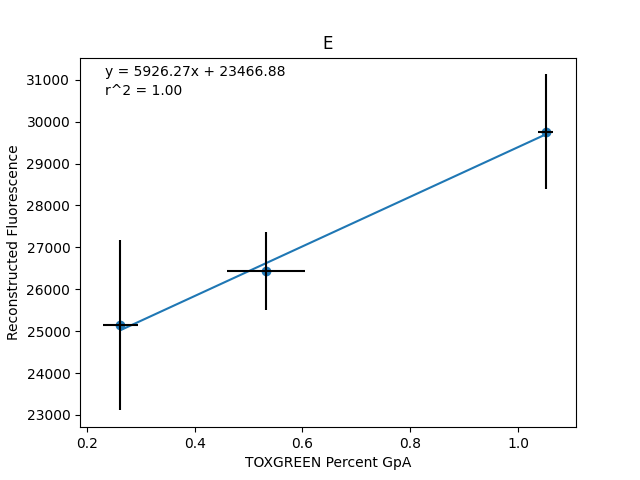 E
y = 5926.27x + 23466.88
r^2 = 1.00
31000
30000
29000
28000
27000
26000
25000
24000
23000
Reconstructed Fluorescence
0.2 0.4 0.6 0.8 1.0
TOXGREEN Percent GpA